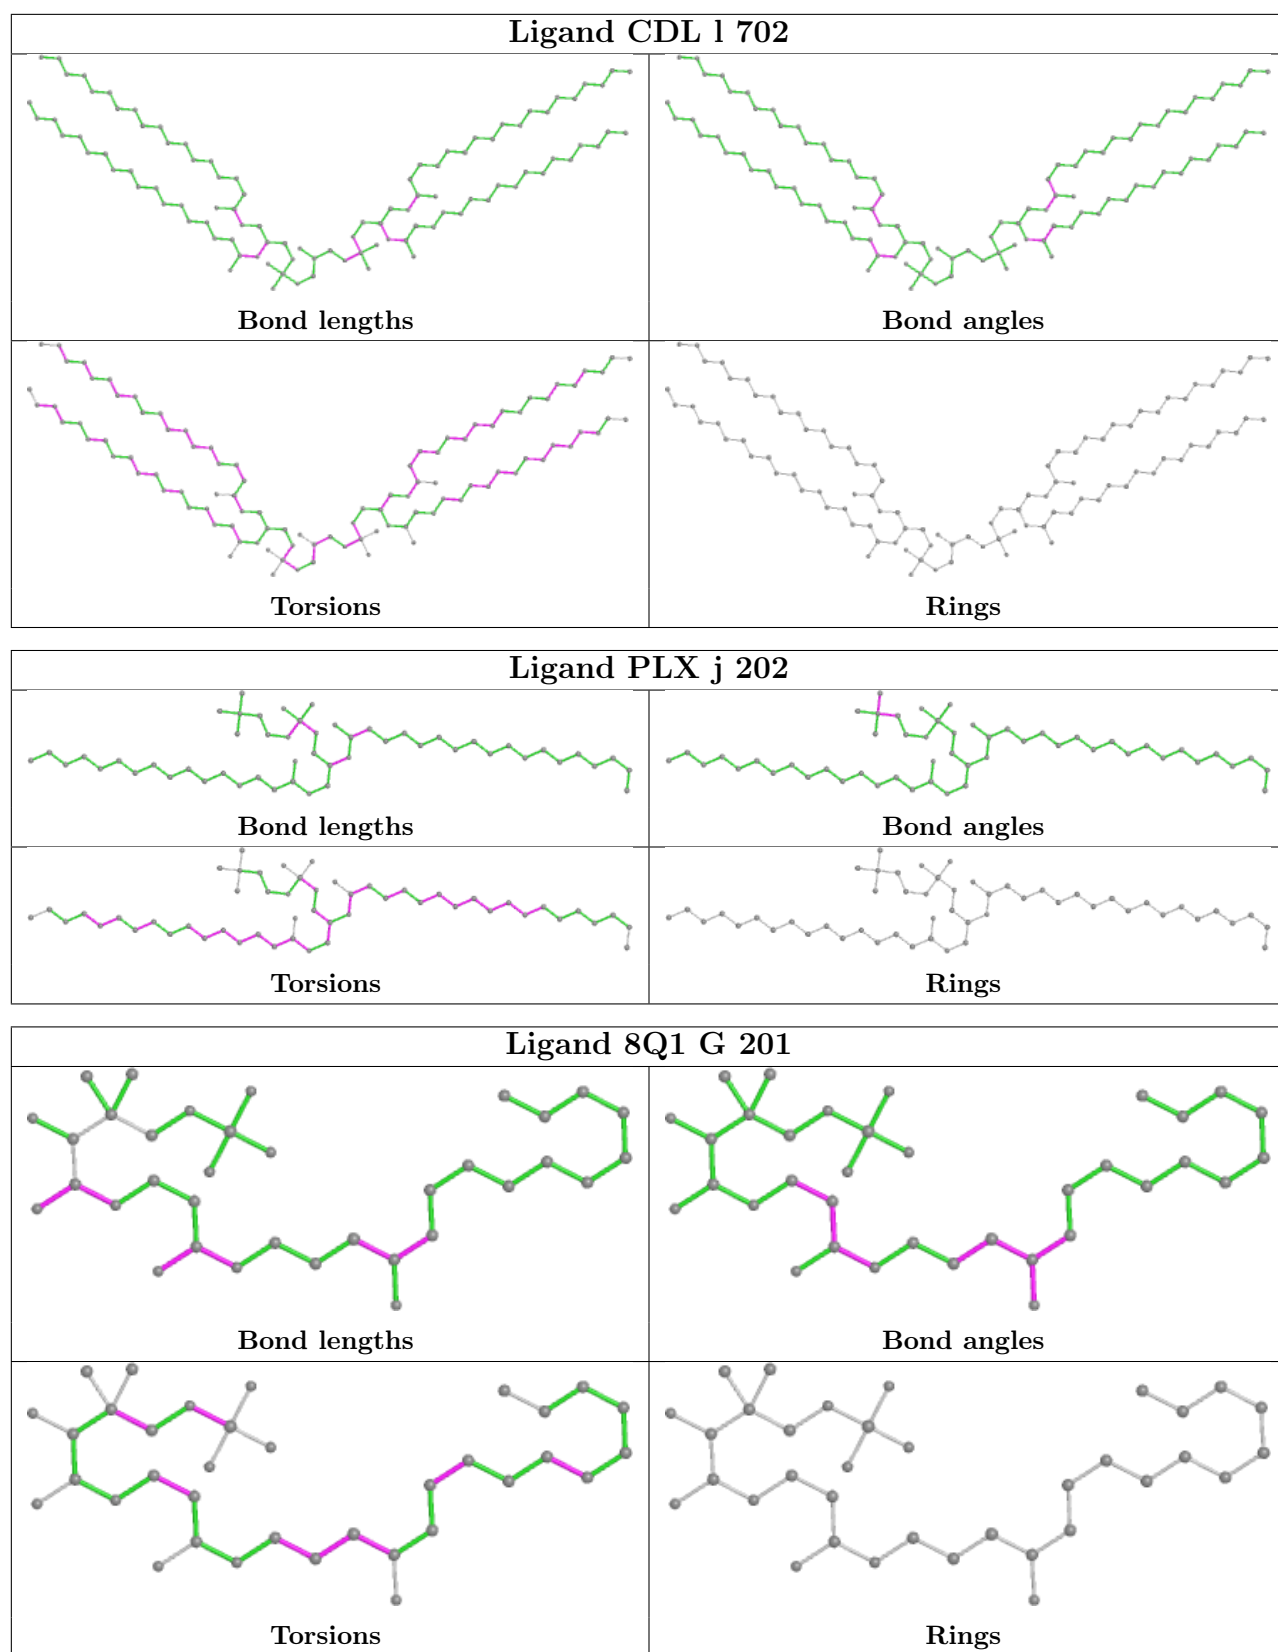 Ligand CDL l 702
Bond lengths
Bond angles
Torsions
Rings
Ligand PLX j 202
Bond lengths
Bond angles
Torsions
Rings
Ligand 8Q1 G 201
Bond lengths
Bond angles
Torsions
Rings